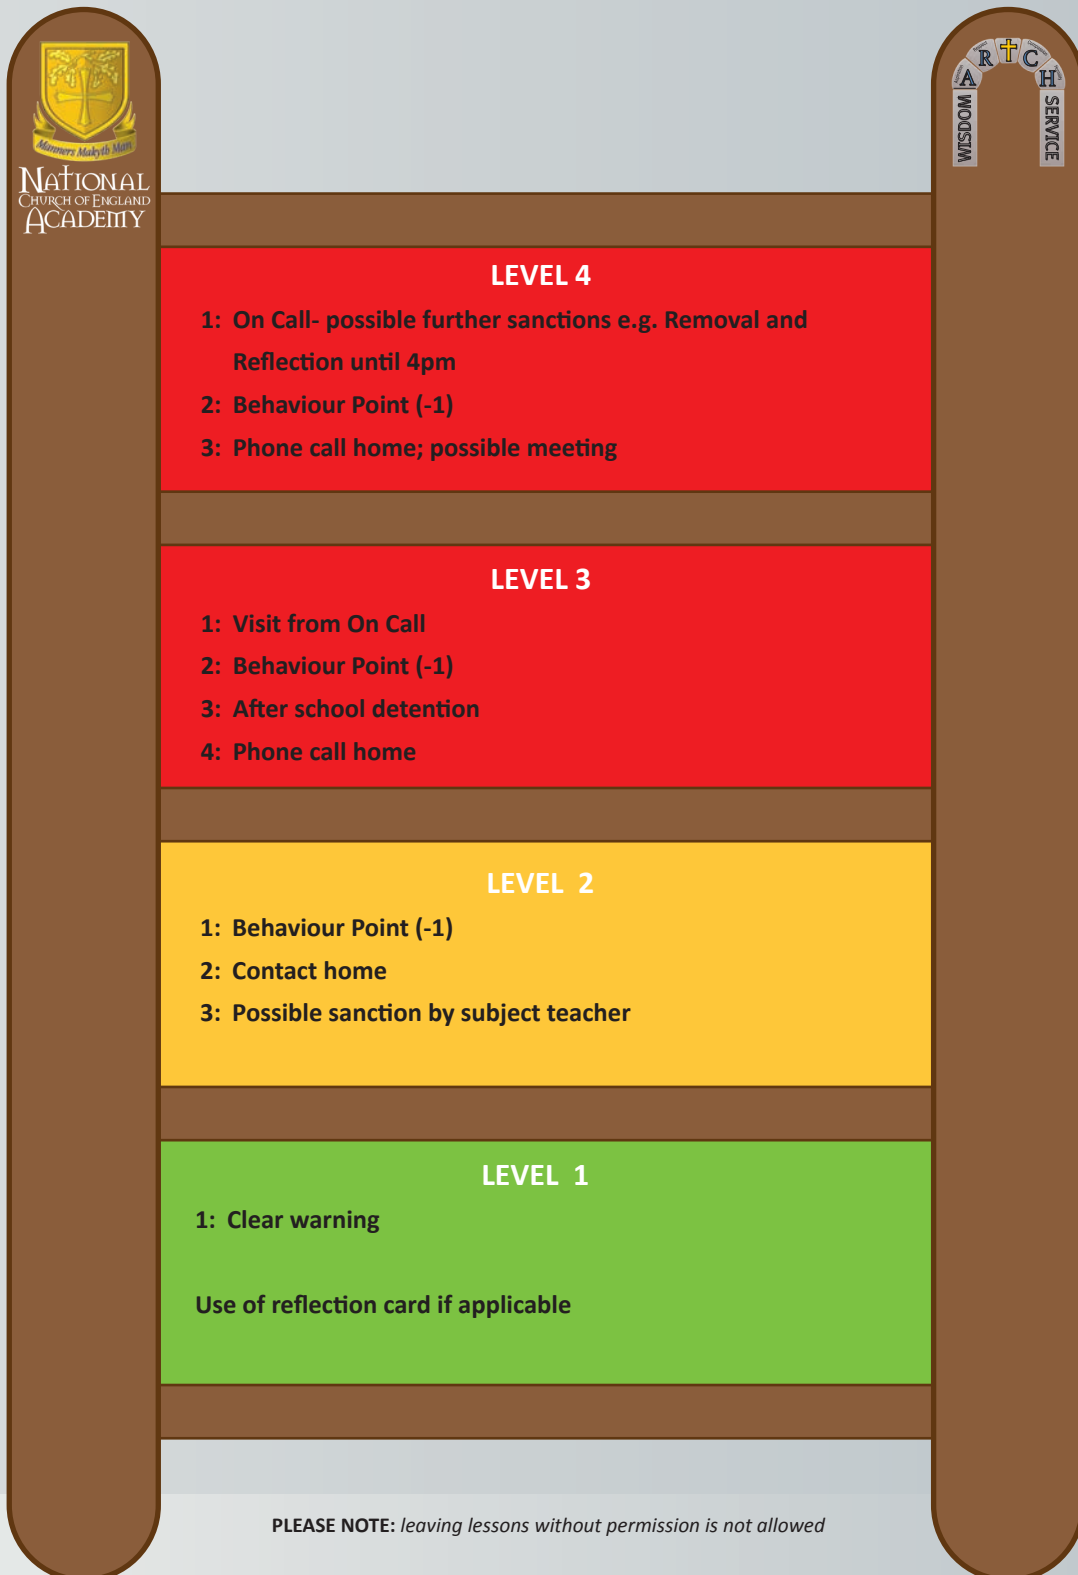 Manners Makyth Man
NATIONAL
CHURCH OF ENGLAND
ACADEMY
A R C H
WISDOM
SERVICE
LEVEL 4
1: On Call- possible further sanctions e.g. Removal and
Reflection until 4pm
2: Behaviour Point (-1)
3: Phone call home; possible meeting
LEVEL 3
1: Visit from On Call
2: Behaviour Point (-1)
3: After school detention
4: Phone call home
LEVEL 2
1: Behaviour Point (-1)
2: Contact home
3: Possible sanction by subject teacher
LEVEL 1
1: Clear warning
Use of reflection card if applicable
PLEASE NOTE: leaving lessons without permission is not allowed